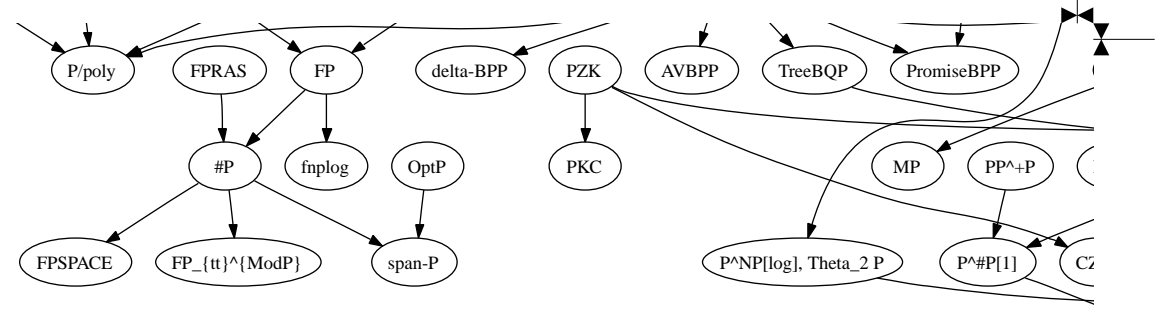 P/poly
FPRAS
FP
delta-BPP
PZK
AVBPP
TreeBQP
PromiseBPP
#P
fnplog
OptP
PKC
MP
PP^+P
FPSPACE
FP_{tt}^{ModP}
span-P
P^NP[log], Theta_2 P
P^#P[1]
CZ